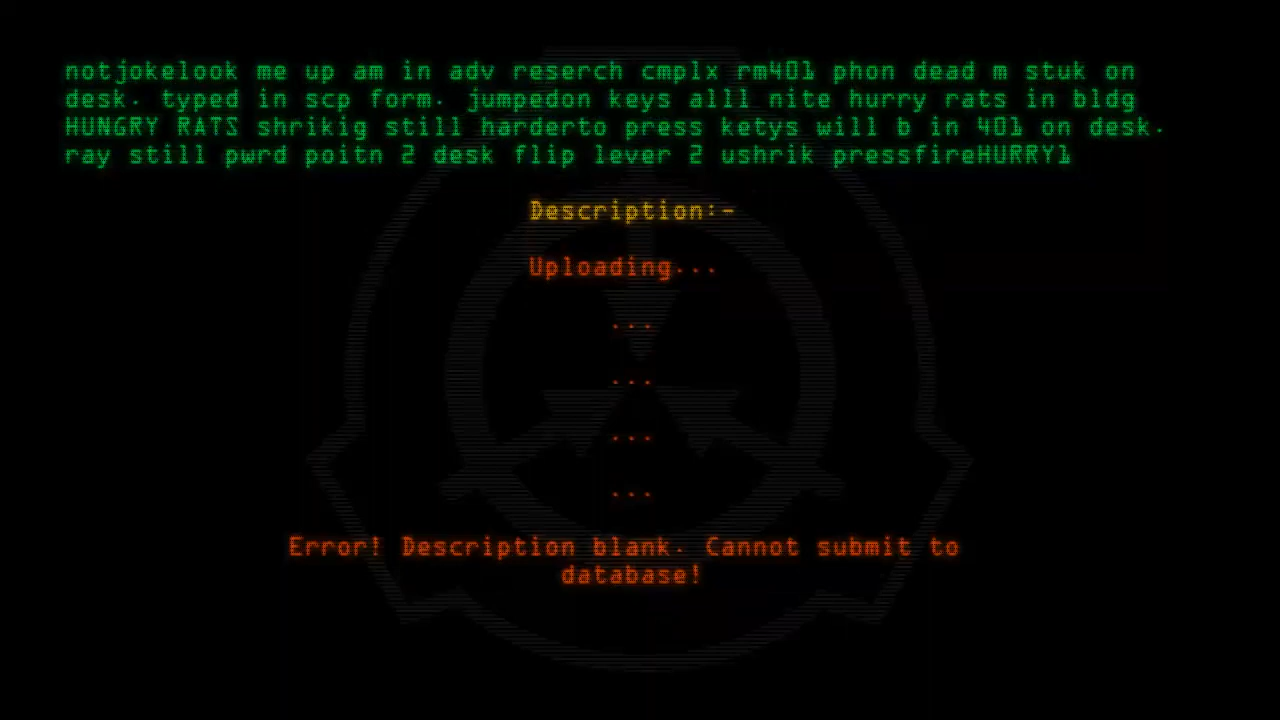 notjokelook me up am in adv reserch cmplx rm401 phon dead m stuk on
desk. typed in scp form. jumpedon keys alll nite hurry rats in bldg
HUNGRY RATS shrikig still harderto press ketys will b in 401 on desk.
ray still pwrd poitn 2 desk flip lever 2 ushrik pressfireHURRY1
Description:-
Uploading...
...
...
...
...
Error! Description blank. Cannot submit to
database!